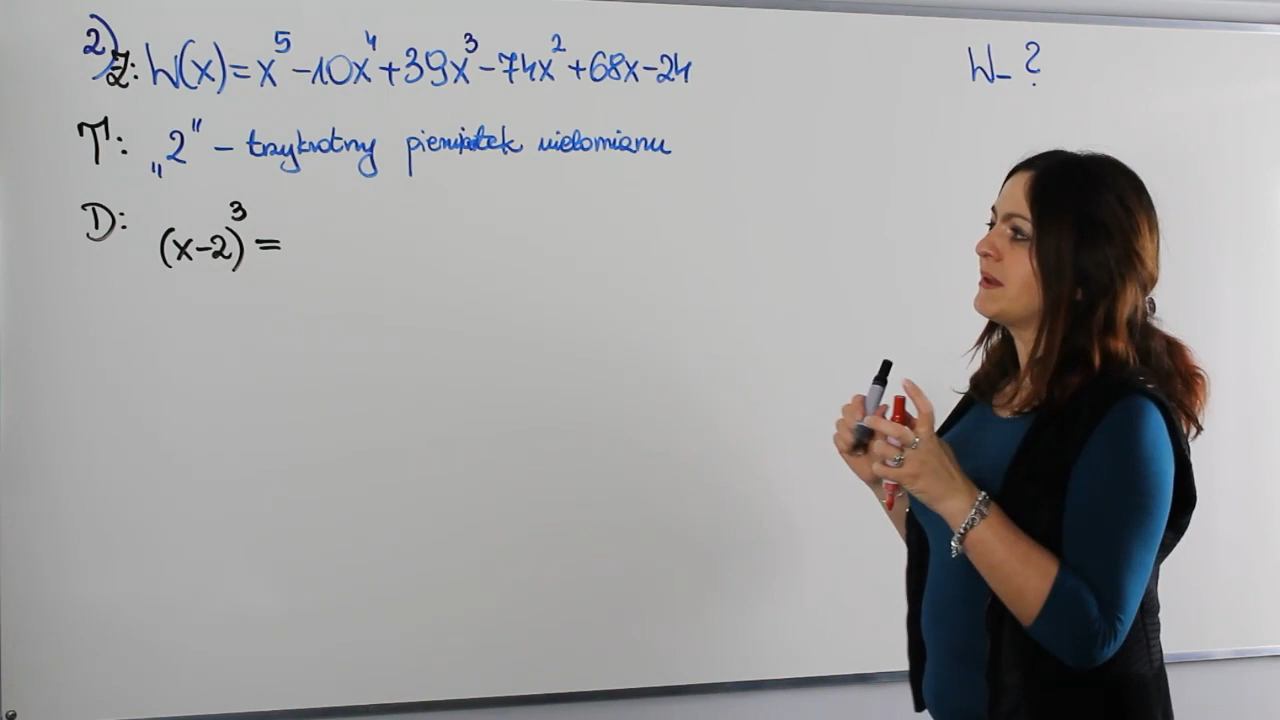 2) Z: W(x)=x⁵-10x⁴+39x³-74x²+68x-24
W- ?
T: „2" - trzykrotny pierwiastek wielomianu
D: (x-2)³=